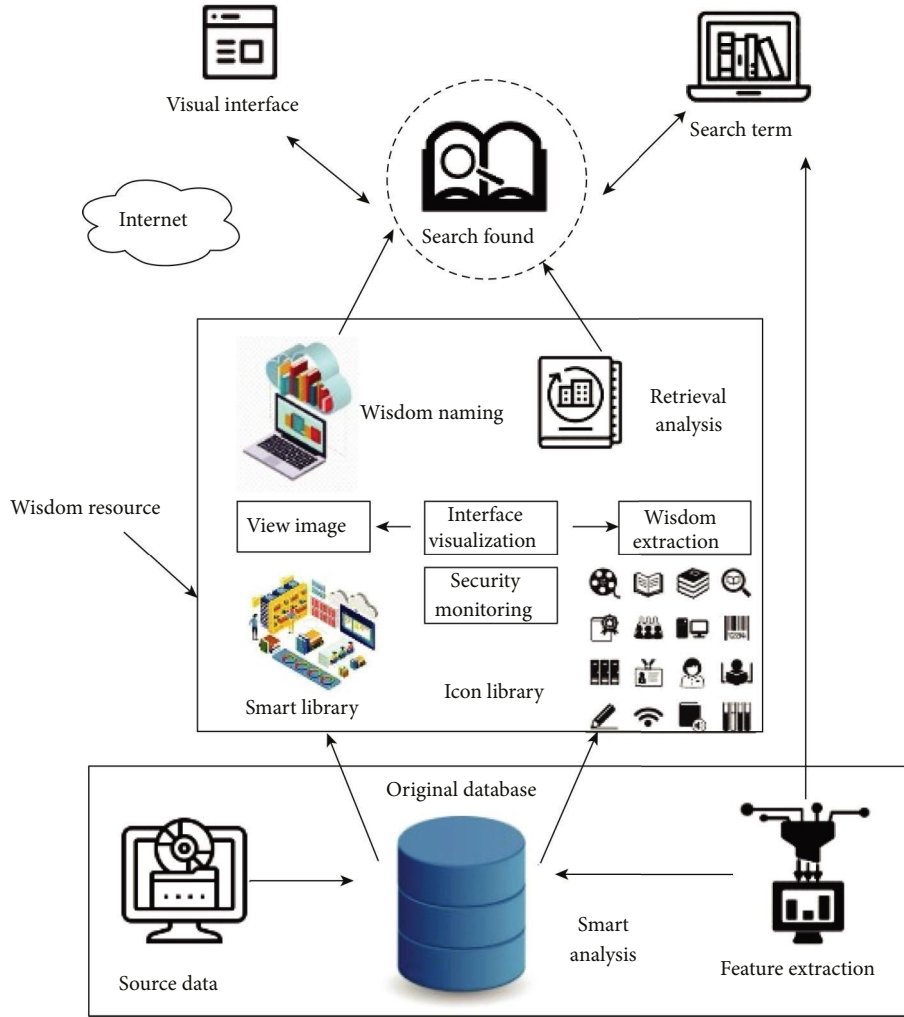 Visual interface
Search term
Internet
Search found
Wisdom naming
Retrieval
analysis
Wisdom resource
View image
Interface
visualization
Wisdom
extraction
Security
monitoring
Smart library
Icon library
Original database
Source data
Smart
analysis
Feature extraction